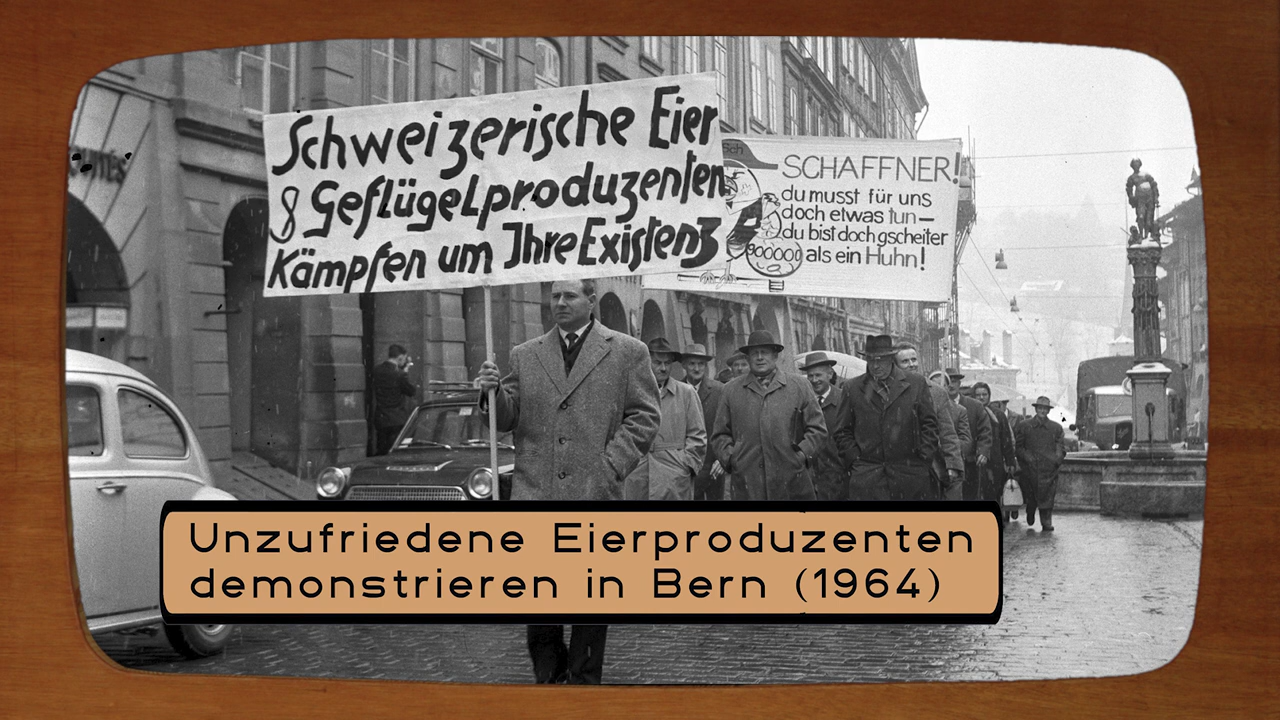 Schweizerische Eier
& Geflügelproduzenten
Kämpfen um Ihre Existenz
Sch
SCHAFFNER!
du musst für uns
doch etwas tun—
du bist doch gscheiter
als ein Huhn!
Unzufriedene Eierproduzenten
demonstrieren in Bern (1964)